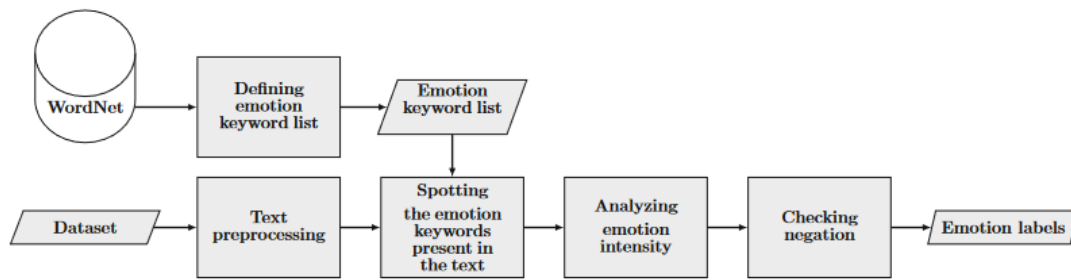 WordNet
Defining
emotion
keyword list
Emotion
keyword list
Dataset
Text
preprocessing
Spotting
the emotion
keywords
present in
the text
Analyzing
emotion
intensity
Checking
negation
Emotion labels